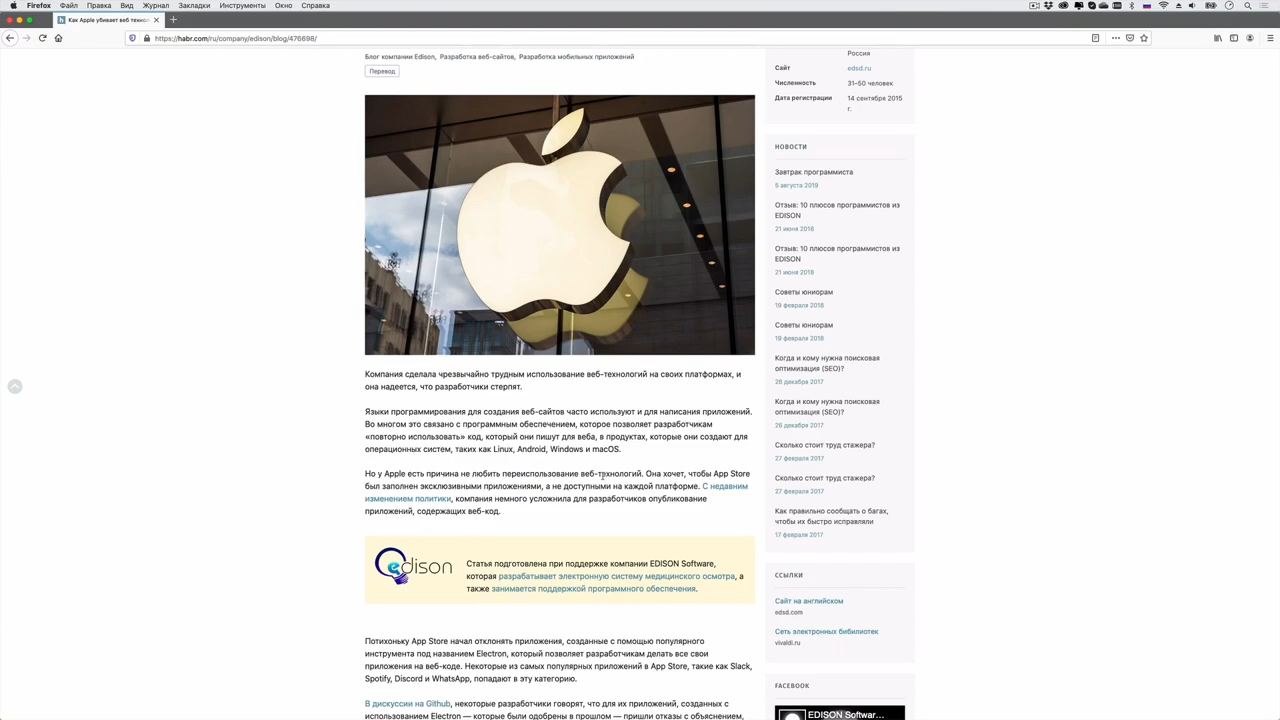 Firefox Файл Правка Вид Журнал Закладки Инструменты Окно Справка
Как Apple убивает веб техно
https://habr.com/ru/company/edison/blog/476698/
Блог компании Edison, Разработка веб-сайтов, Разработка мобильных приложений
Перевод
Компания сделала чрезвычайно трудным использование веб-технологий на своих платформах, и
она надеется, что разработчики стерпят.
Языки программирования для создания веб-сайтов часто используют и для написания приложений.
Во многом это связано с программным обеспечением, которое позволяет разработчикам
«повторно использовать» код, который они пишут для веба, в продуктах, которые они создают для
операционных систем, таких как Linux, Android, Windows и macOS.
Но у Apple есть причина не любить переиспользование веб-технологий. Она хочет, чтобы App Store
был заполнен эксклюзивными приложениями, а не доступными на каждой платформе. С недавним
изменением политики, компания немного усложнила для разработчиков опубликование
приложений, содержащих веб-код.
edison
Статья подготовлена при поддержке компании EDISON Software,
которая разрабатывает электронную систему медицинского осмотра, а
также занимается поддержкой программного обеспечения.
Потихоньку App Store начал отклонять приложения, созданные с помощью популярного
инструмента под названием Electron, который позволяет разработчикам делать все свои
приложения на веб-коде. Некоторые из самых популярных приложений в App Store, такие как Slack,
Spotify, Discord и WhatsApp, попадают в эту категорию.
В дискуссии на Github, некоторые разработчики говорят, что для их приложений, созданных с
использованием Electron — которые были одобрены в прошлом — пришли отказы с объяснением,
Россия
Сайт edsd.ru
Численность 31–50 человек
Дата регистрации 14 сентября 2015
г.
НОВОСТИ
Завтрак программиста
5 августа 2019
Отзыв: 10 плюсов программистов из
EDISON
21 июня 2018
Отзыв: 10 плюсов программистов из
EDISON
21 июня 2018
Советы юниорам
19 февраля 2018
Советы юниорам
19 февраля 2018
Когда и кому нужна поисковая
оптимизация (SEO)?
26 декабря 2017
Когда и кому нужна поисковая
оптимизация (SEO)?
26 декабря 2017
Сколько стоит труд стажера?
27 февраля 2017
Сколько стоит труд стажера?
27 февраля 2017
Как правильно сообщать о багах,
чтобы их быстро исправляли
17 февраля 2017
ССЫЛКИ
Сайт на английском
edsd.com
Сеть электронных бибилиотек
vivaldi.ru
FACEBOOK
EDISON Softwar...